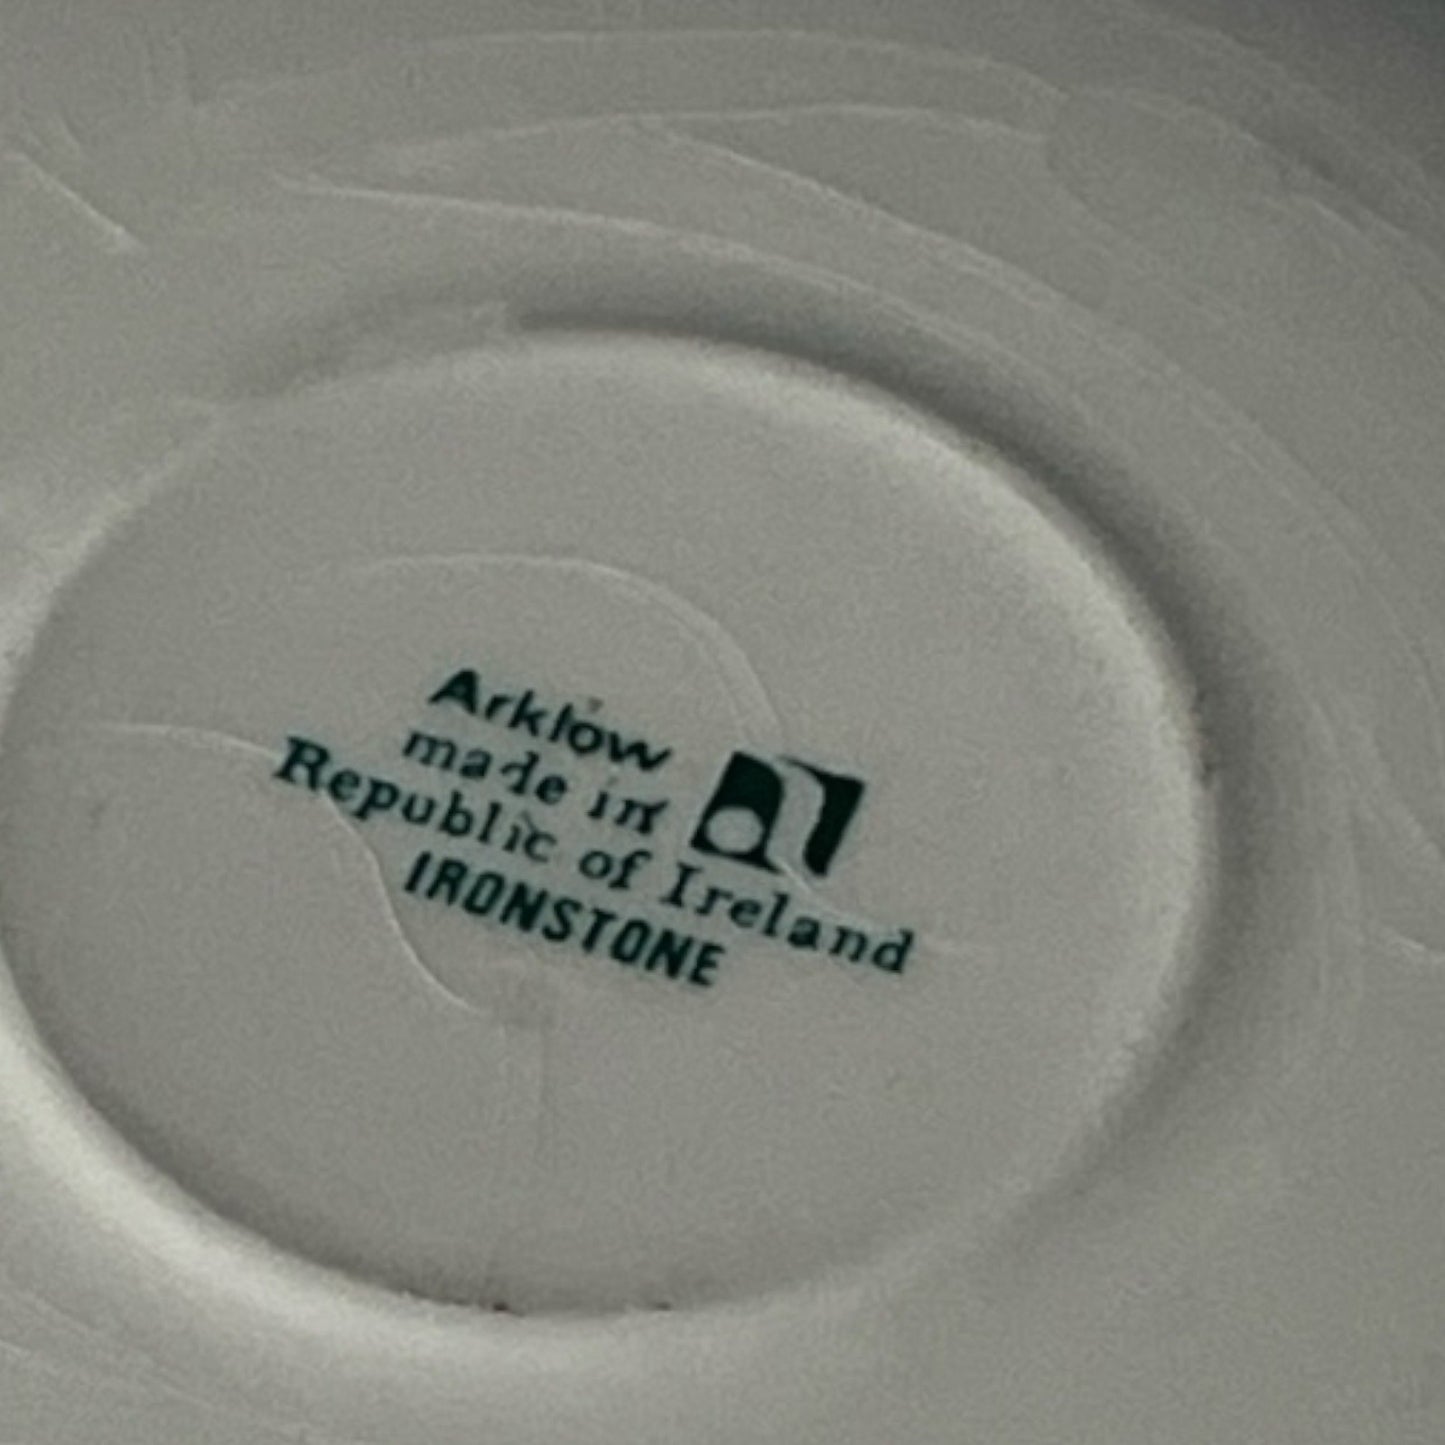 Arklow
made in
Republic of Ireland
IRONSTONE